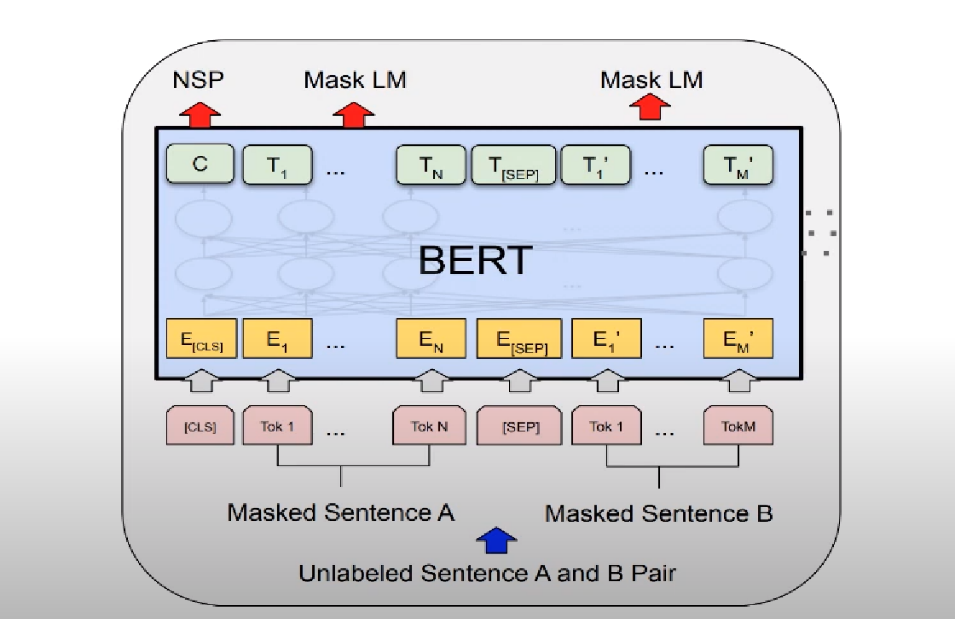 NSP Mask LM Mask LM
C T1 ... TN T[SEP] T1' ... TM'
...
BERT
...
E[CLS] E1 ... EN E[SEP] E1' ... EM'
[CLS] Tok 1 ... Tok N [SEP] Tok 1 ... TokM
Masked Sentence A Masked Sentence B
Unlabeled Sentence A and B Pair